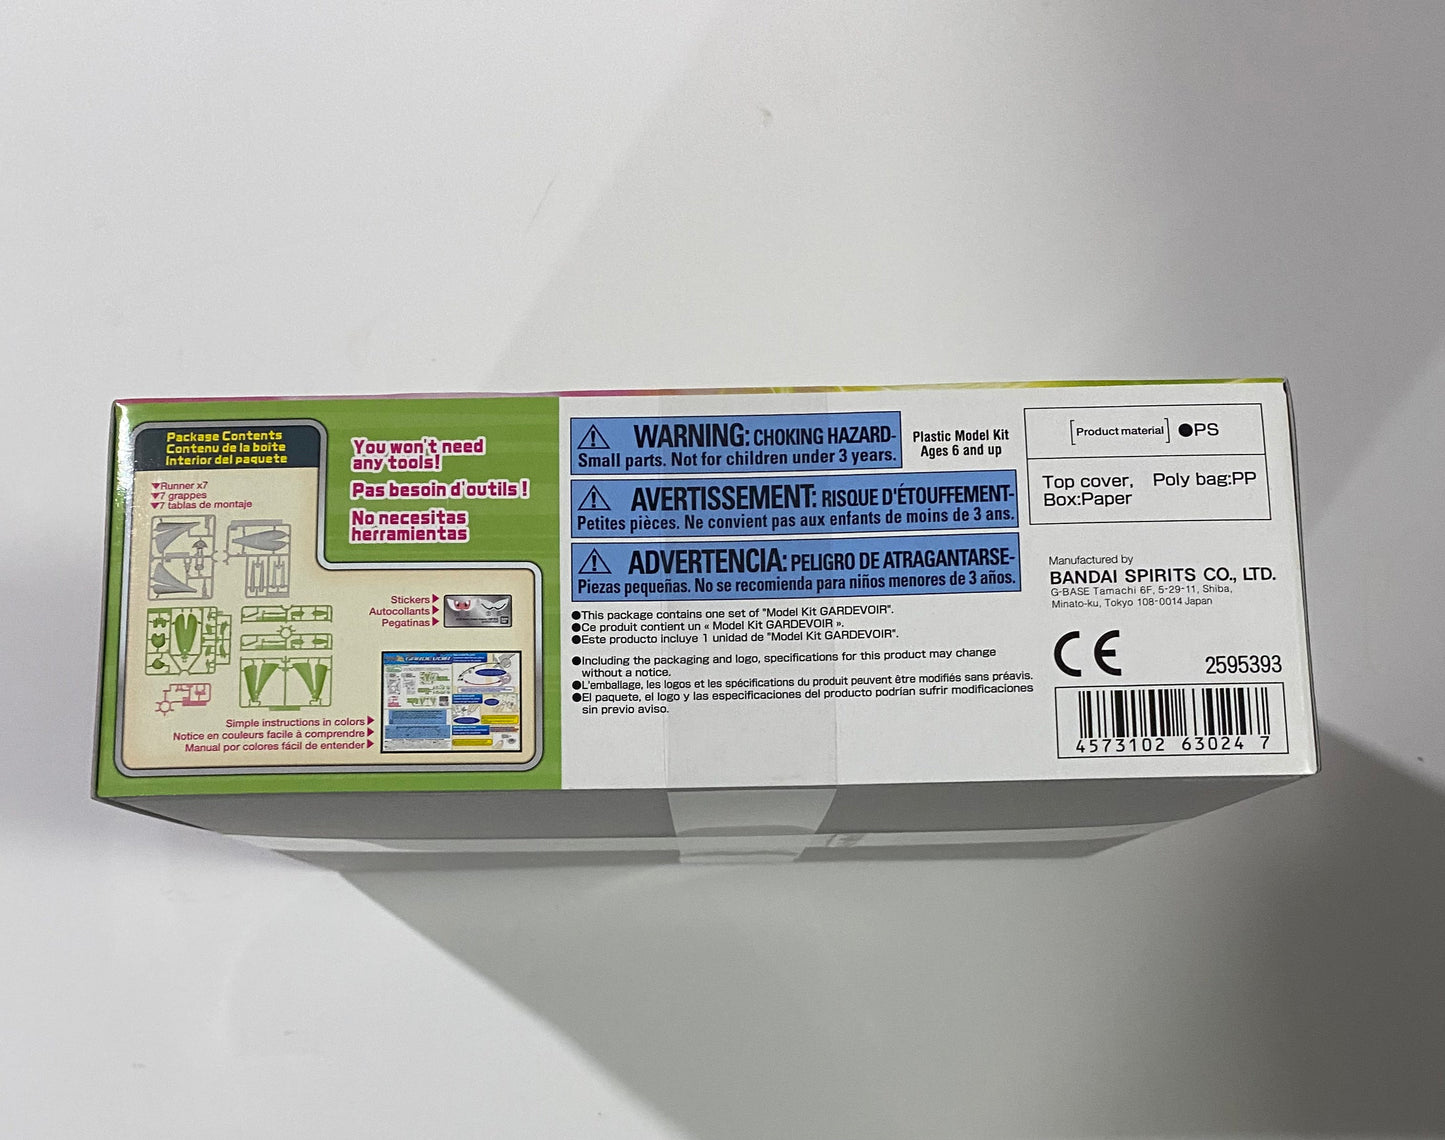 Package Contents
Contenu de la boîte
Interior del paquete
▼Runner x7
▼7 grappes
▼7 tablas de montaje
You won't need
any tools!
Pas besoin d'outils !
No necesitas
herramientas
Stickers▶
Autocollants▶
Pegatinas▶
GARDEVOIR
Simple instructions in colors▶
Notice en couleurs facile à comprendre▶
Manual por colores fácil de entender▶
WARNING: CHOKING HAZARD-
Small parts. Not for children under 3 years.
Plastic Model Kit
Ages 6 and up
AVERTISSEMENT: RISQUE D'ÉTOUFFEMENT-
Petites pièces. Ne convient pas aux enfants de moins de 3 ans.
ADVERTENCIA: PELIGRO DE ATRAGANTARSE-
Piezas pequeñas. No se recomienda para niños menores de 3 años.
●This package contains one set of "Model Kit GARDEVOIR".
●Ce produit contient un « Model Kit GARDEVOIR ».
●Este producto incluye 1 unidad de "Model Kit GARDEVOIR".
●Including the packaging and logo, specifications for this product may change
without a notice.
●L'emballage, les logos et les spécifications du produit peuvent être modifiés sans préavis.
●El paquete, el logo y las especificaciones del producto podrían sufrir modificaciones
sin previo aviso.
[Product material] ●PS
Top cover, Poly bag:PP
Box:Paper
Manufactured by
BANDAI SPIRITS CO., LTD.
G-BASE Tamachi 6F, 5-29-11, Shiba,
Minato-ku, Tokyo 108-0014 Japan
CE
2595393
4573102 63024 7